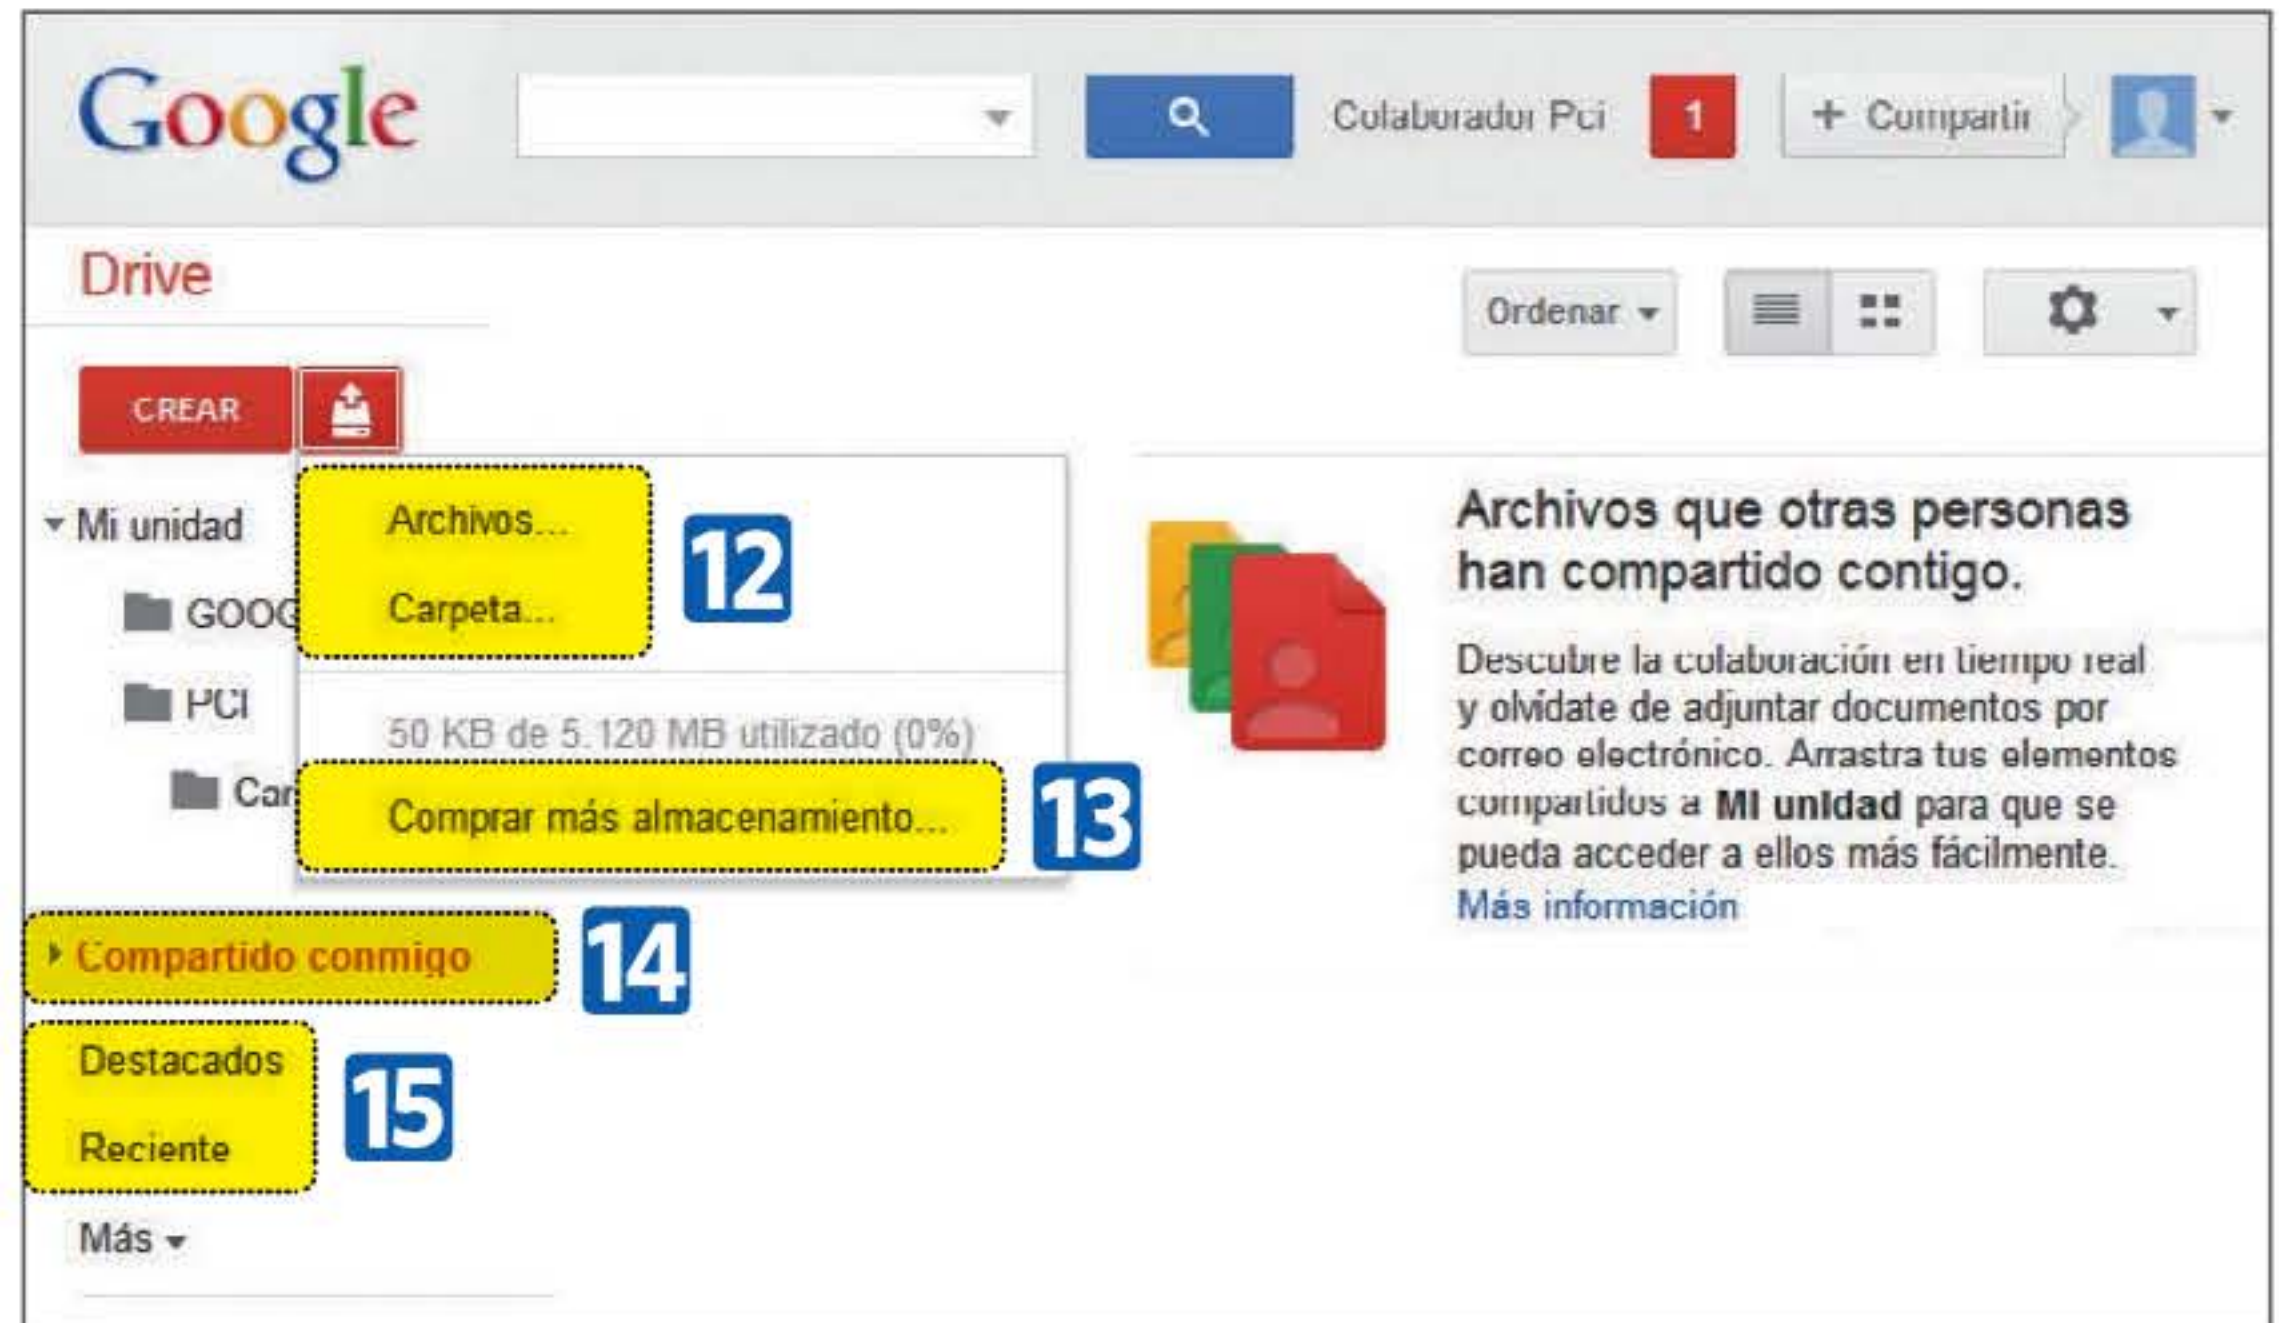 Google
Colaborador Pci
1
+ Compartir
Drive
Ordenar
CREAR
Mi unidad
Archivos...
12
Carpeta...
GOOG
PCI
50 KB de 5.120 MB utilizado (0%)
Car
Comprar más almacenamiento...
13
Compartido conmigo
14
Destacados
15
Reciente
Más
Archivos que otras personas
han compartido contigo.
Descubre la colaboración en tiempo real
y olvídate de adjuntar documentos por
correo electrónico. Arrastra tus elementos
compartidos a Mi unidad para que se
pueda acceder a ellos más fácilmente.
Más información